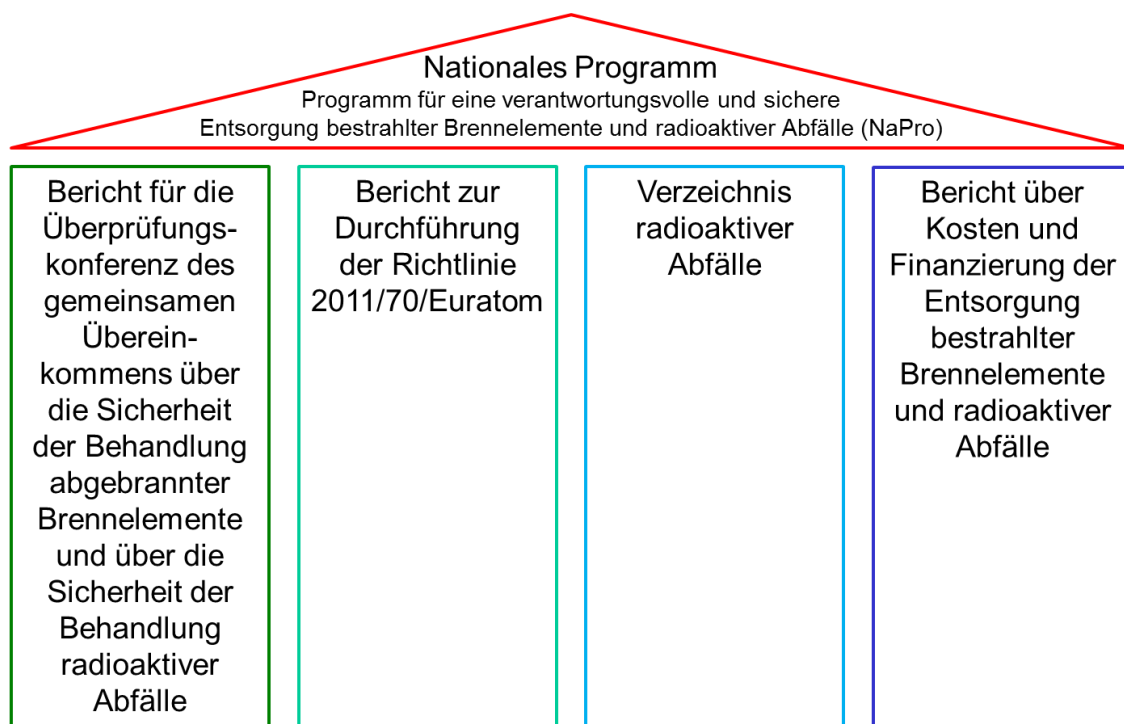 Nationales Programm
Programm für eine verantwortungsvolle und sichere
Entsorgung bestrahlter Brennelemente und radioaktiver Abfälle (NaPro)
Bericht für die
Überprüfungs-
konferenz des
gemeinsamen
Überein-
kommens über
die Sicherheit
der Behandlung
abgebrannter
Brennelemente
und über die
Sicherheit der
Behandlung
radioaktiver
Abfälle
Bericht zur
Durchführung
der Richtlinie
2011/70/Euratom
Verzeichnis
radioaktiver
Abfälle
Bericht über
Kosten und
Finanzierung der
Entsorgung
bestrahlter
Brennelemente
und radioaktiver
Abfälle